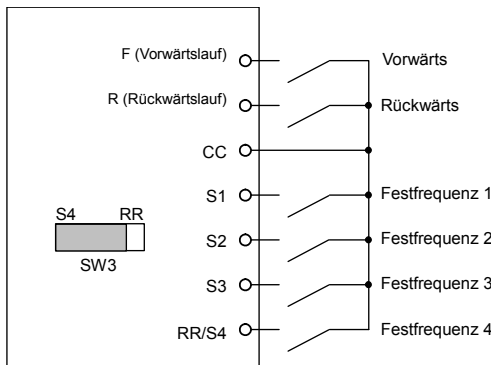 F (Vorwärtslauf) Vorwärts
R (Rückwärtslauf) Rückwärts
CC
S1 Festfrequenz 1
S4 RR
S2 Festfrequenz 2
SW3
S3 Festfrequenz 3
RR/S4 Festfrequenz 4